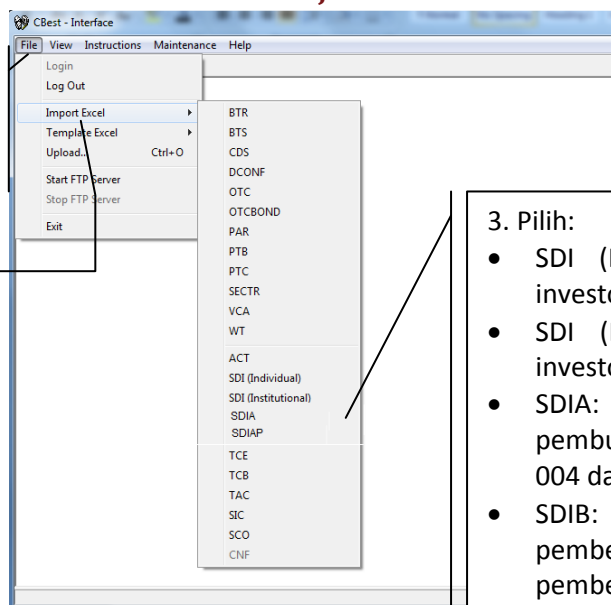 CBest - Interface
File View Instructions Maintenance Help
Login
Log Out
Import Excel
Template Excel
Upload... Ctrl+O
Start FTP Server
Stop FTP Server
Exit
BTR
BTS
CDS
DCONF
OTC
OTCBOND
PAR
PTB
PTC
SECTR
VCA
WT
ACT
SDI (Individual)
SDI (Institutional)
SDIA
SDIAP
TCE
TCB
TAC
SIC
SCO
CNF
3. Pilih:
• SDI (
• SDI (
• SDIA:
004
• SDIB: